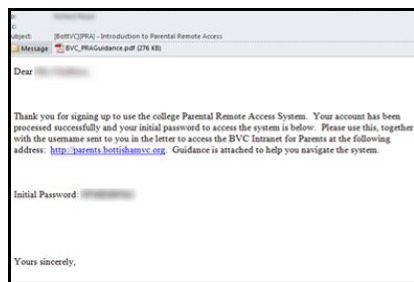 ubject: [BottVC][PRA] - Introduction to Parental Remote Access
Message BVC_PRAGuidance.pdf (276 KB)
Dear
Thank you for signing up to use the college Parental Remote Access System. Your account has been
processed successfully and your initial password to access the system is below. Please use this, together
with the username sent to you in the letter to access the BVC Intranet for Parents at the following
address: http://parents.bottishamvc.org. Guidance is attached to help you navigate the system.
Initial Password:
Yours sincerely,